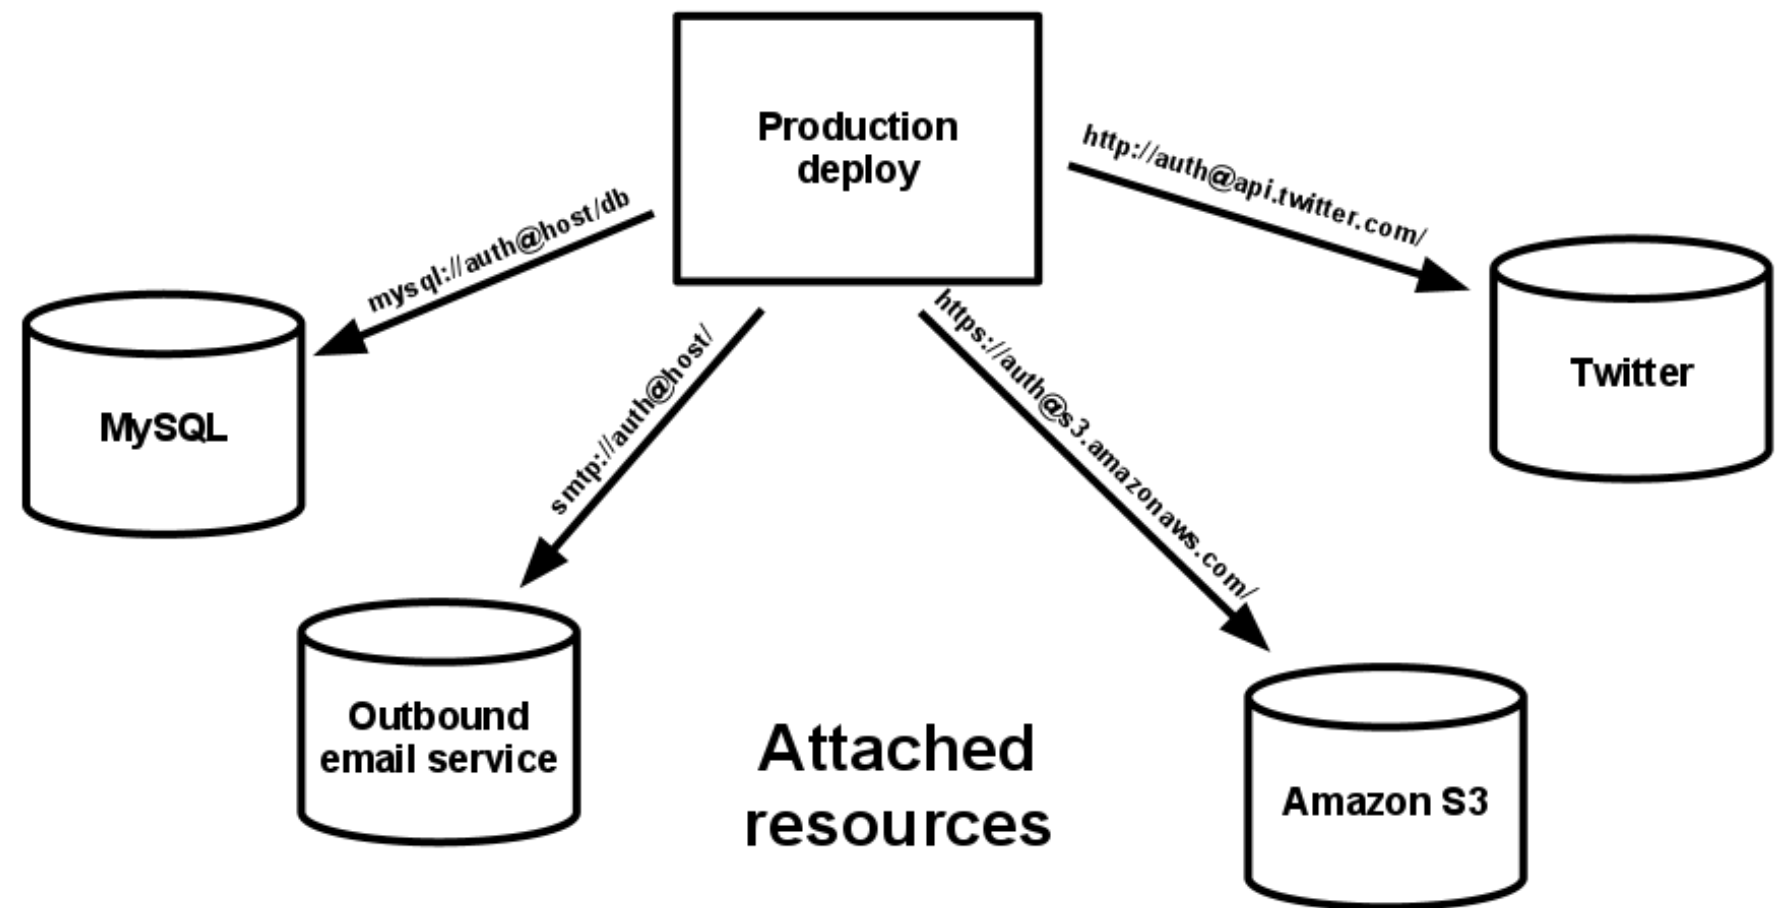 Production
deploy
http://auth@api.twitter.com/
mysql://auth@host/db
https://auth@s3.amazonaws.com/
smtp://auth@host/
Twitter
MySQL
Outbound
email service
Attached
resources
Amazon S3